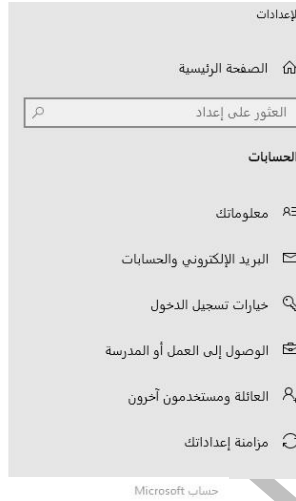 لإعدادات
الصفحة الرئيسية
العثور على إعداد
الحسابات
معلوماتك
البريد الإلكتروني والحسابات
خيارات تسجيل الدخول
الوصول إلى العمل أو المدرسة
العائلة ومستخدمون آخرون
مزامنة إعداداتك
حساب Microsoft